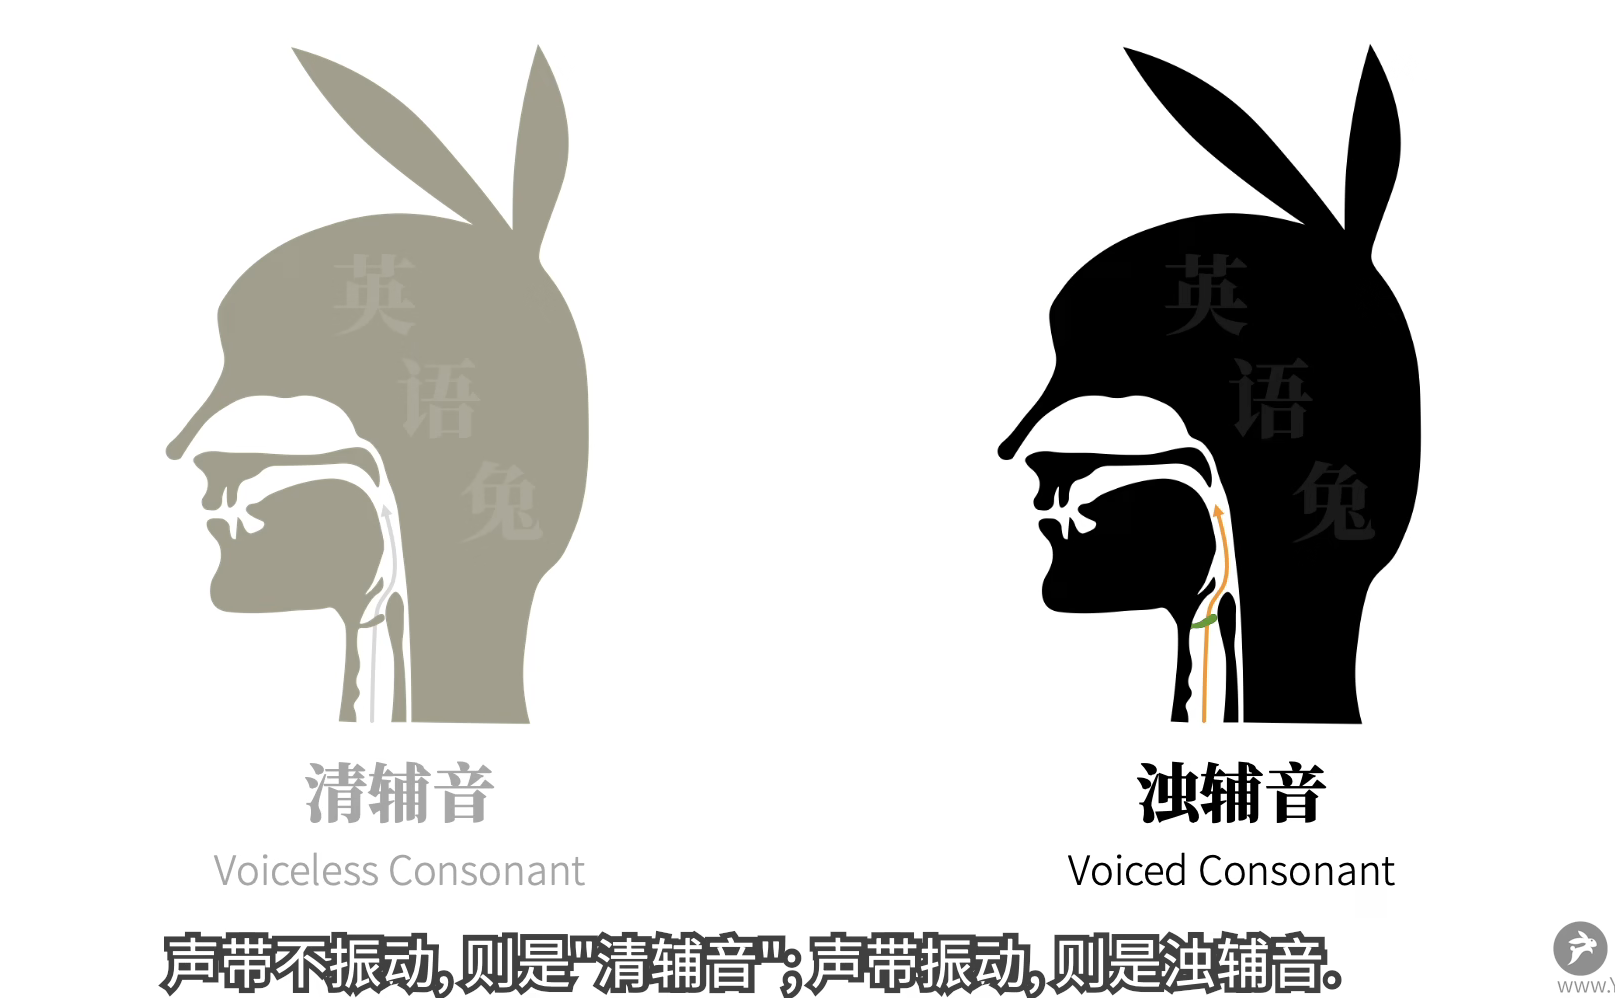 英
语
兔
英
语
兔
清辅音
浊辅音
Voiceless Consonant
Voiced Consonant
声带不振动,则是"清辅音"; 声带振动,则是浊辅音.
www.Y